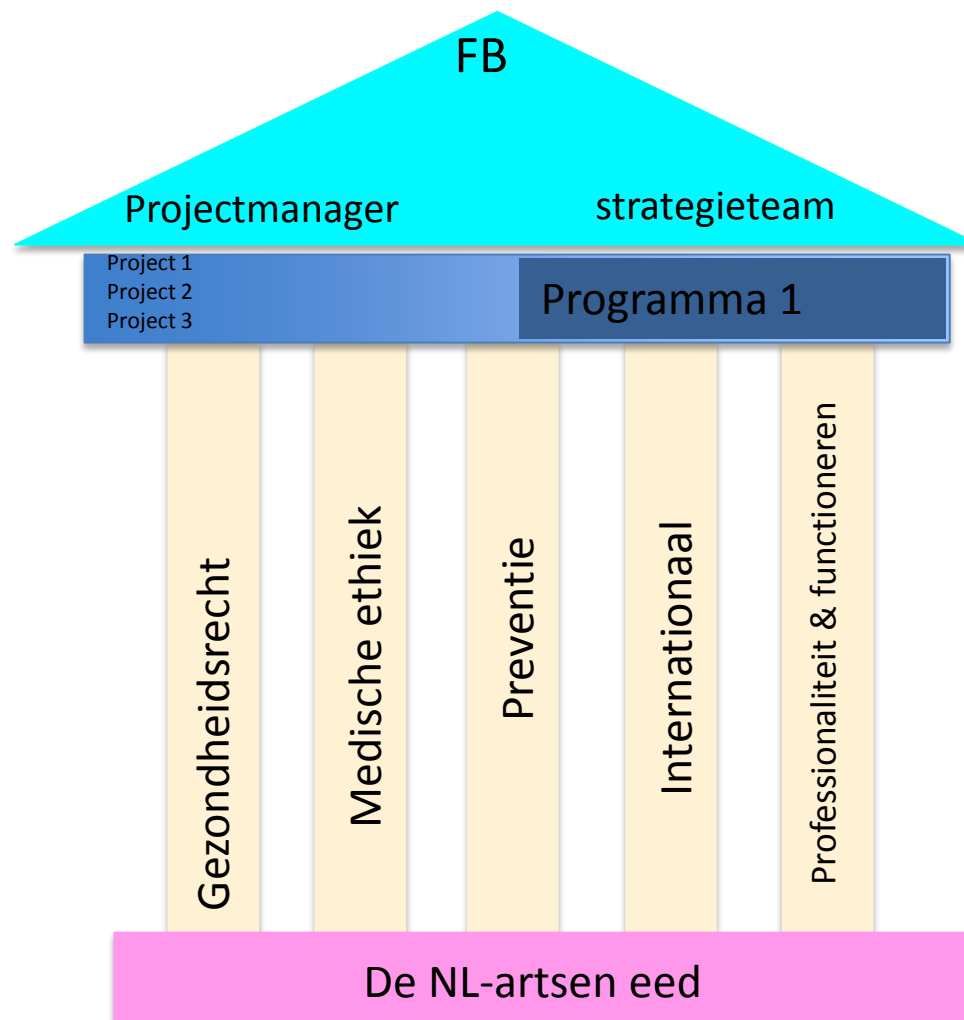 FB
Projectmanager
strategieteam
Project 1
Project 2
Project 3
Programma 1
Gezondheidsrecht
Medische ethiek
Preventie
Internationaal
Professionaliteit & functioneren
De NL-artsen eed